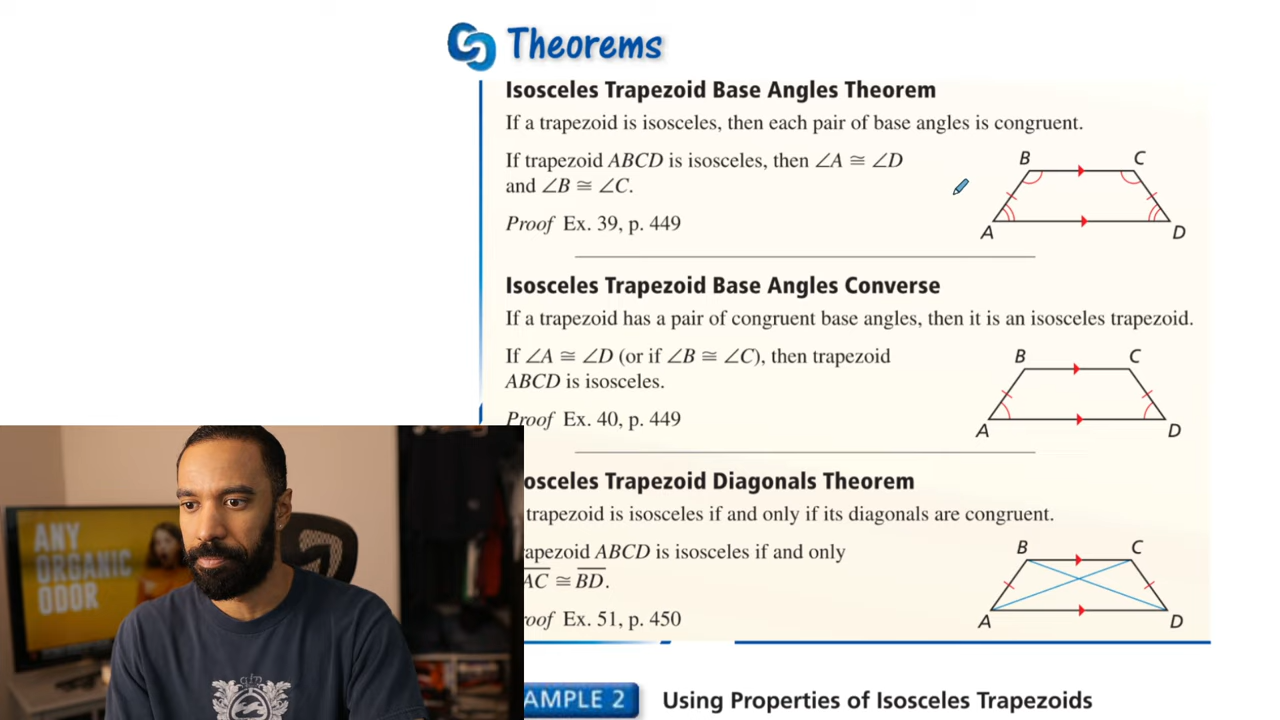 Theorems
Isosceles Trapezoid Base Angles Theorem
If a trapezoid is isosceles, then each pair of base angles is congruent.
If trapezoid ABCD is isosceles, then ∠A ≅ ∠D
and ∠B ≅ ∠C.
Proof Ex. 39, p. 449
B C
A D
Isosceles Trapezoid Base Angles Converse
If a trapezoid has a pair of congruent base angles, then it is an isosceles trapezoid.
If ∠A ≅ ∠D (or if ∠B ≅ ∠C), then trapezoid
ABCD is isosceles.
Proof Ex. 40, p. 449
B C
A D
osceles Trapezoid Diagonals Theorem
trapezoid is isosceles if and only if its diagonals are congruent.
apezoid ABCD is isosceles if and only
AC ≅ BD.
oof Ex. 51, p. 450
B C
A D
AMPLE 2 Using Properties of Isosceles Trapezoids
ANY
ORGANIC
ODOR